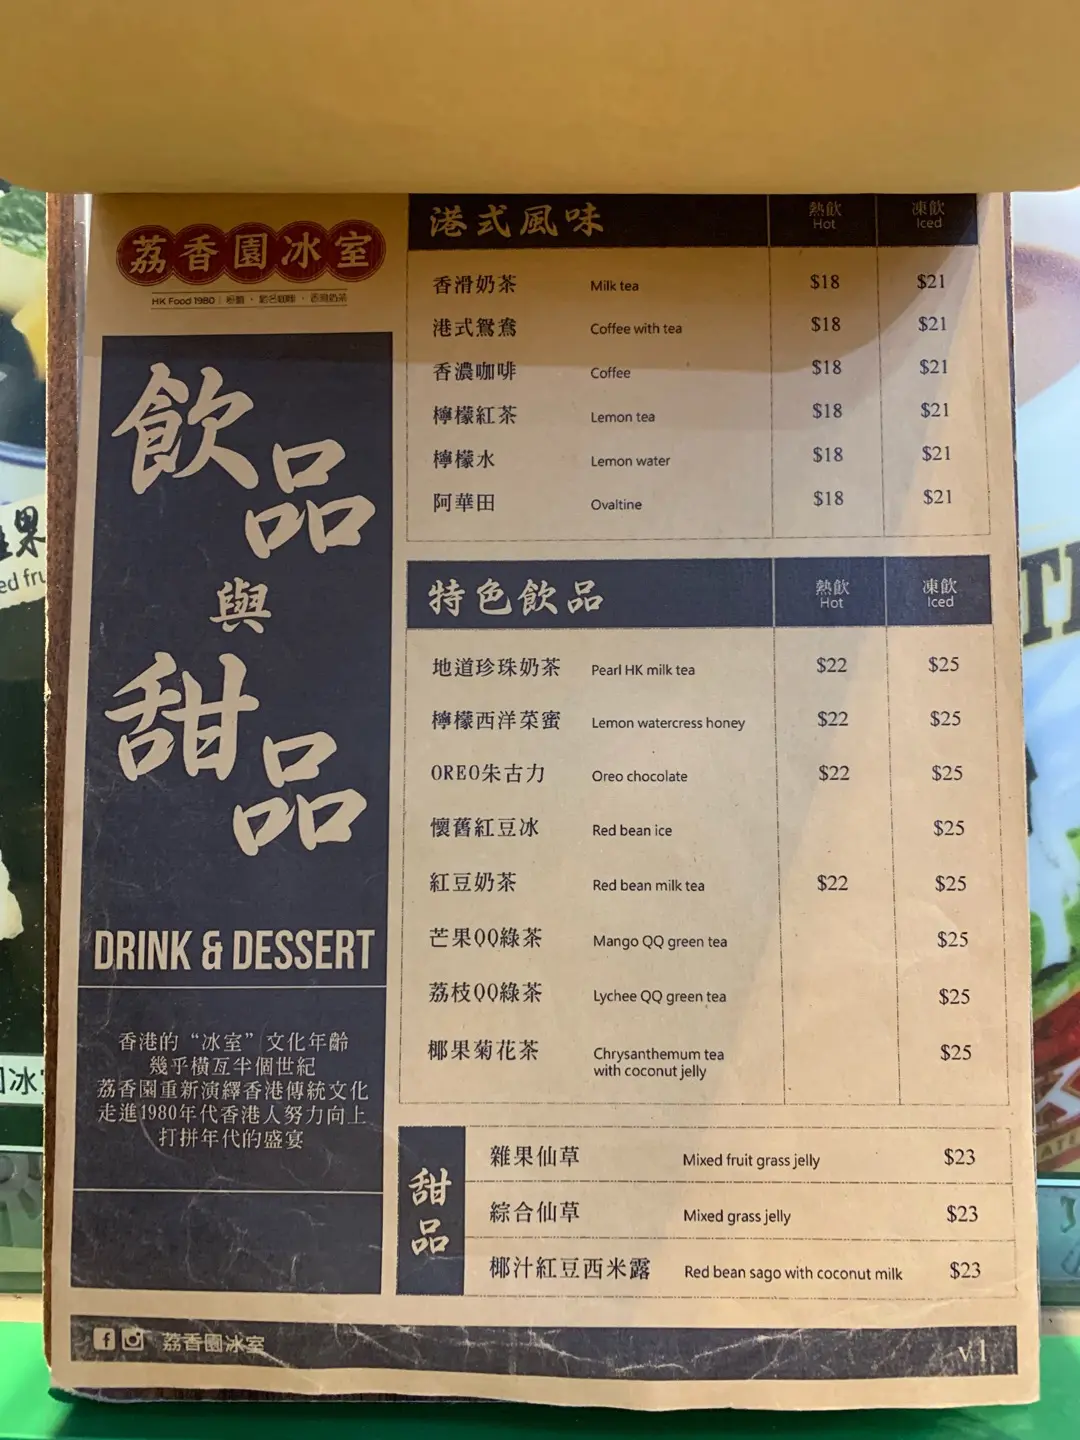 荔香園冰室
HK Food 1980
飲品
與
甜品
DRINK & DESSERT
香港的“冰室”文化年齡
幾乎橫亙半個世紀
荔香園重新演繹香港傳統文化
走進1980年代香港人努力向上
打拼年代的盛宴
港式風味 熱飲 Hot 凍飲 Iced
香滑奶茶 Milk tea $18 $21
港式鴛鴦 Coffee with tea $18 $21
香濃咖啡 Coffee $18 $21
檸檬紅茶 Lemon tea $18 $21
檸檬水 Lemon water $18 $21
阿華田 Ovaltine $18 $21
特色飲品 熱飲 Hot 凍飲 Iced
地道珍珠奶茶 Pearl HK milk tea $22 $25
檸檬西洋菜蜜 Lemon watercress honey $22 $25
OREO朱古力 Oreo chocolate $22 $25
懷舊紅豆冰 Red bean ice $25
紅豆奶茶 Red bean milk tea $22 $25
芒果QQ綠茶 Mango QQ green tea $25
荔枝QQ綠茶 Lychee QQ green tea $25
椰果菊花茶 Chrysanthemum tea $25
with coconut jelly
甜品
雜果仙草 Mixed fruit grass jelly $23
綜合仙草 Mixed grass jelly $23
椰汁紅豆西米露 Red bean sago with coconut milk $23
荔香園冰室 v1